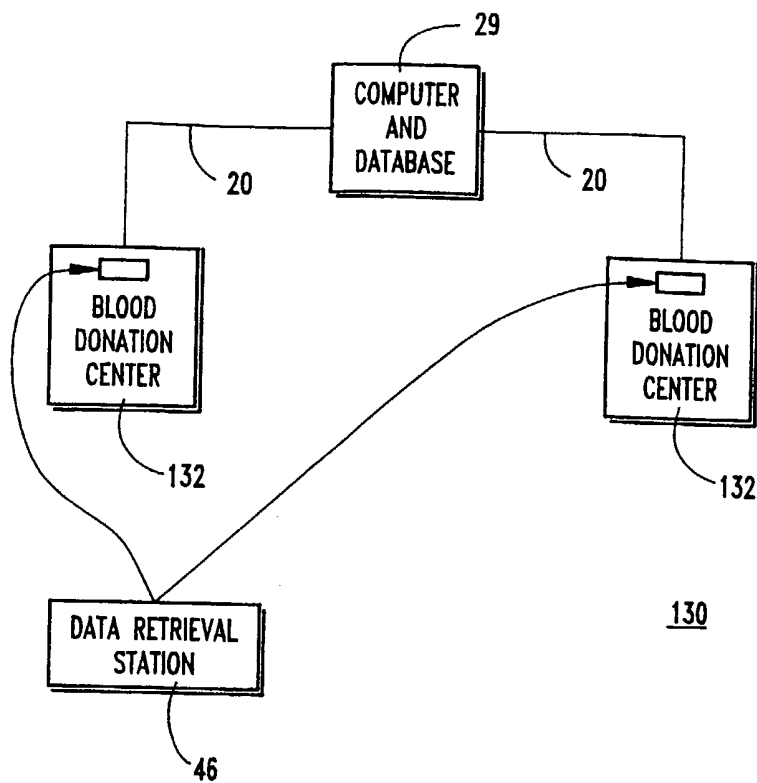 29
COMPUTER
AND
DATABASE
20
20
BLOOD
DONATION
CENTER
BLOOD
DONATION
CENTER
132
132
DATA RETRIEVAL
STATION
130
46